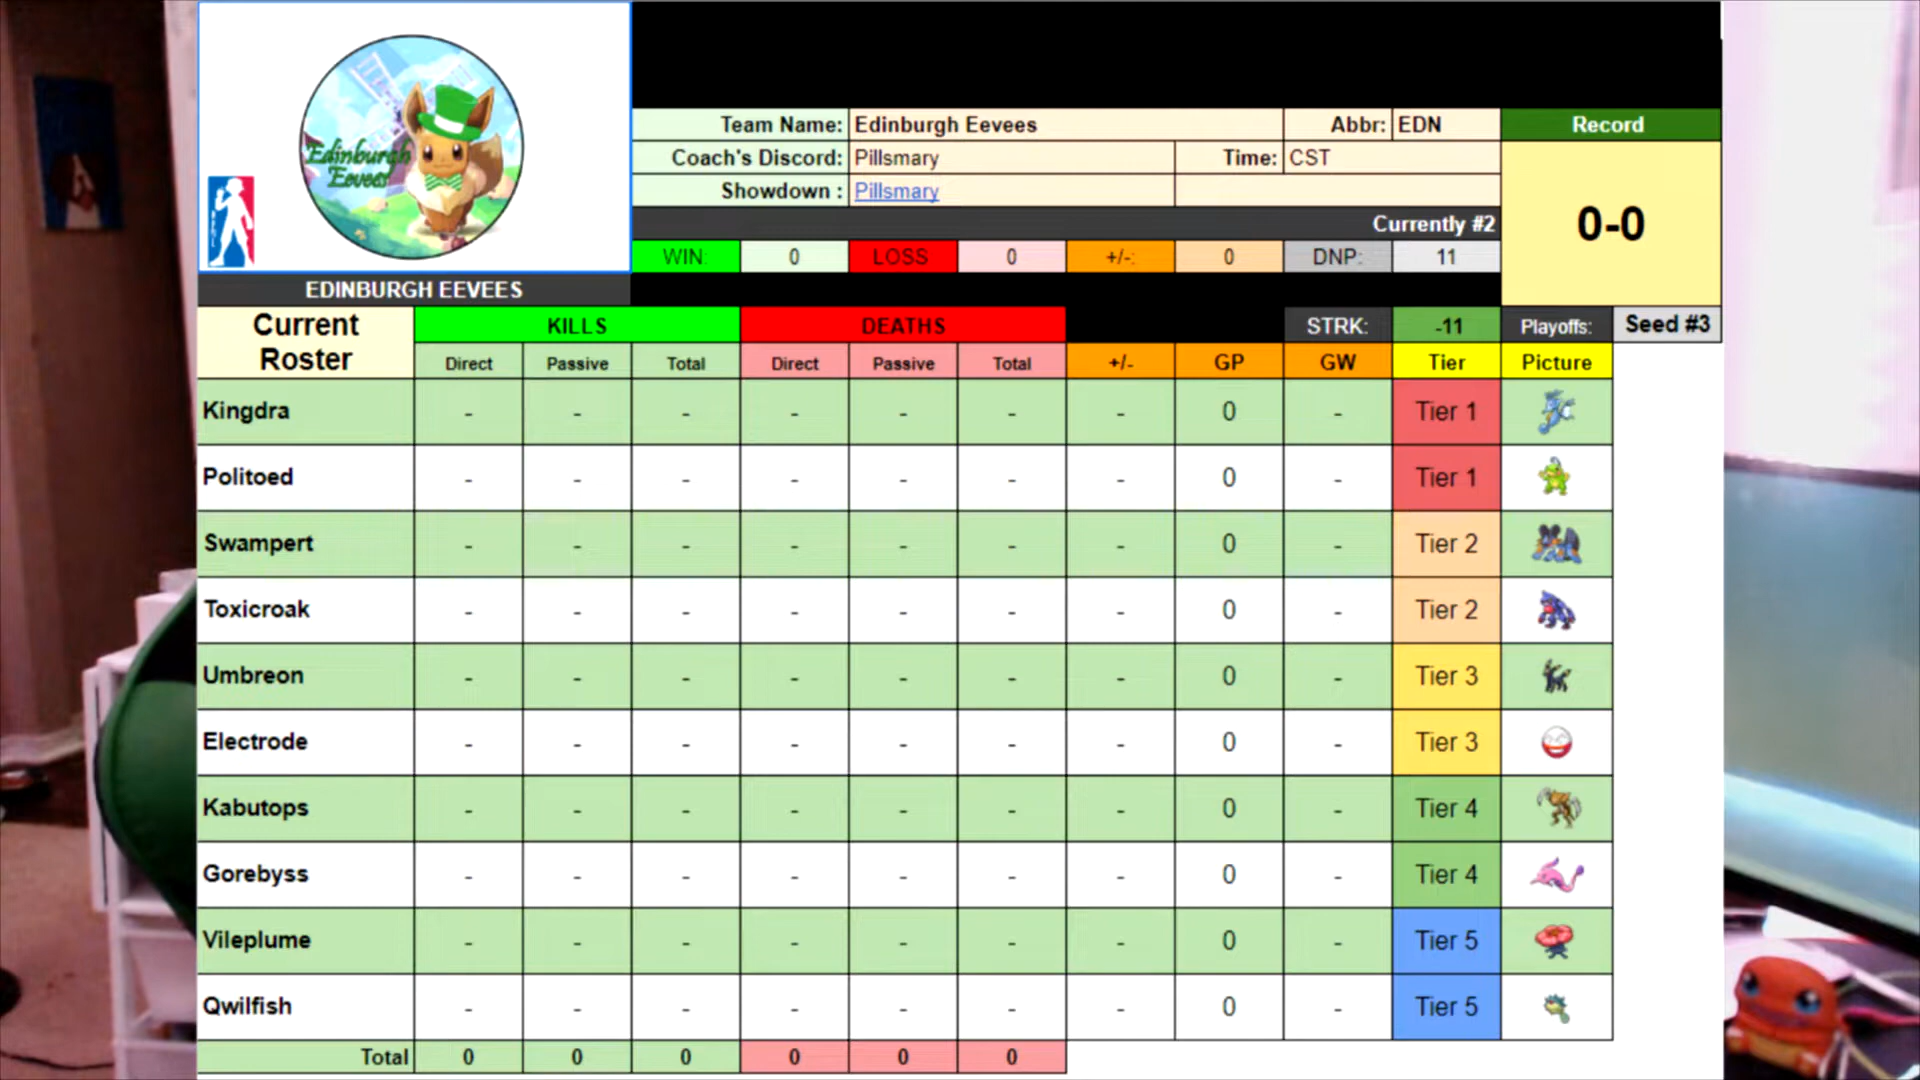 Edinburgh
Eevees
Team Name: Edinburgh Eevees Abbr: EDN Record
Coach's Discord: Pillsmary Time: CST
Showdown : Pillsmary
0-0
Currently #2
WIN: 0 LOSS 0 +/-: 0 DNP: 11
EDINBURGH EEVEES
Current Roster KILLS DEATHS STRK: -11 Playoffs: Seed #3
Direct Passive Total Direct Passive Total +/- GP GW Tier Picture
Kingdra - - - - - - - 0 - Tier 1
Politoed - - - - - - - 0 - Tier 1
Swampert - - - - - - - 0 - Tier 2
Toxicroak - - - - - - - 0 - Tier 2
Umbreon - - - - - - - 0 - Tier 3
Electrode - - - - - - - 0 - Tier 3
Kabutops - - - - - - - 0 - Tier 4
Gorebyss - - - - - - - 0 - Tier 4
Vileplume - - - - - - - 0 - Tier 5
Qwilfish - - - - - - - 0 - Tier 5
Total 0 0 0 0 0 0